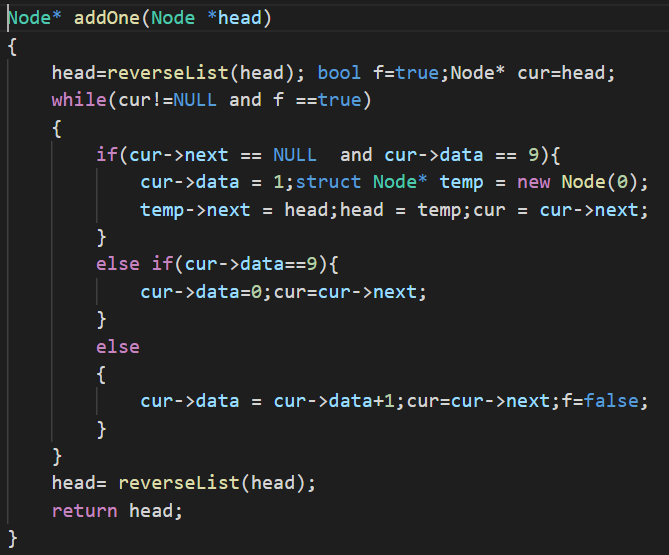 Node* addOne(Node *head)
{
    head=reverseList(head); bool f=true;Node* cur=head;
    while(cur!=NULL and f ==true)
    {
        if(cur->next == NULL  and cur->data == 9){
            cur->data = 1;struct Node* temp = new Node(0);
            temp->next = head;head = temp;cur = cur->next;
        }
        else if(cur->data==9){
            cur->data=0;cur=cur->next;
        }
        else
        {
            cur->data = cur->data+1;cur=cur->next;f=false;
        }
    }
    head= reverseList(head);
    return head;
}